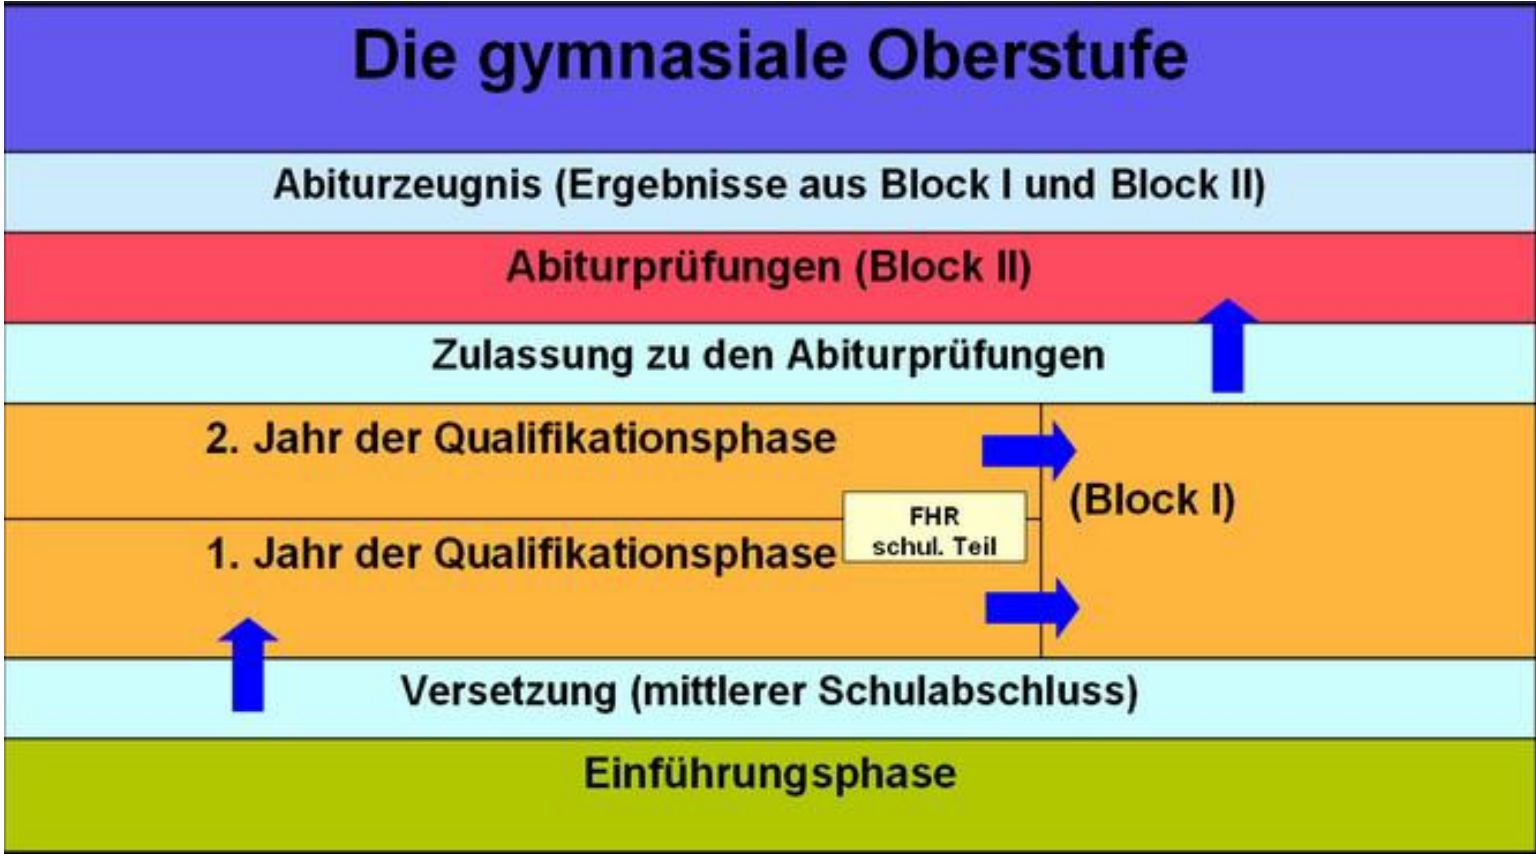 Die gymnasiale Oberstufe
Abiturzeugnis (Ergebnisse aus Block I und Block II)
Abiturprüfungen (Block II)
Zulassung zu den Abiturprüfungen
2. Jahr der Qualifikationsphase
(Block I)
FHR
schul. Teil
1. Jahr der Qualifikationsphase
Versetzung (mittlerer Schulabschluss)
Einführungsphase